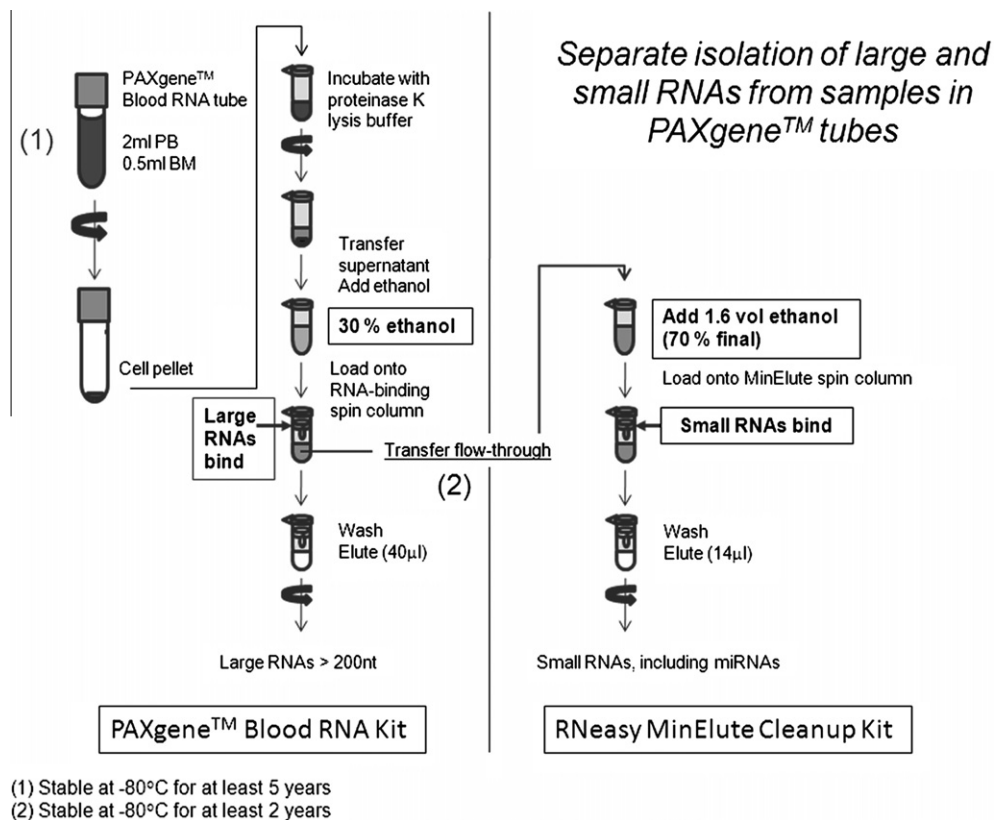 Separate isolation of large and
small RNAs from samples in
PAXgene™ tubes
(1)
PAXgene™
Blood RNA tube
2ml PB
0.5ml BM
Cell pellet
Incubate with
proteinase K
lysis buffer
Transfer
supernatant
Add ethanol
30 % ethanol
Load onto
RNA-binding
spin column
Large
RNAs
bind
Transfer flow-through
(2)
Wash
Elute (40µl)
Large RNAs > 200nt
PAXgene™ Blood RNA Kit
Add 1.6 vol ethanol
(70 % final)
Load onto MinElute spin column
Small RNAs bind
Wash
Elute (14µl)
Small RNAs, including miRNAs
RNeasy MinElute Cleanup Kit
(1) Stable at -80ºC for at least 5 years
(2) Stable at -80ºC for at least 2 years